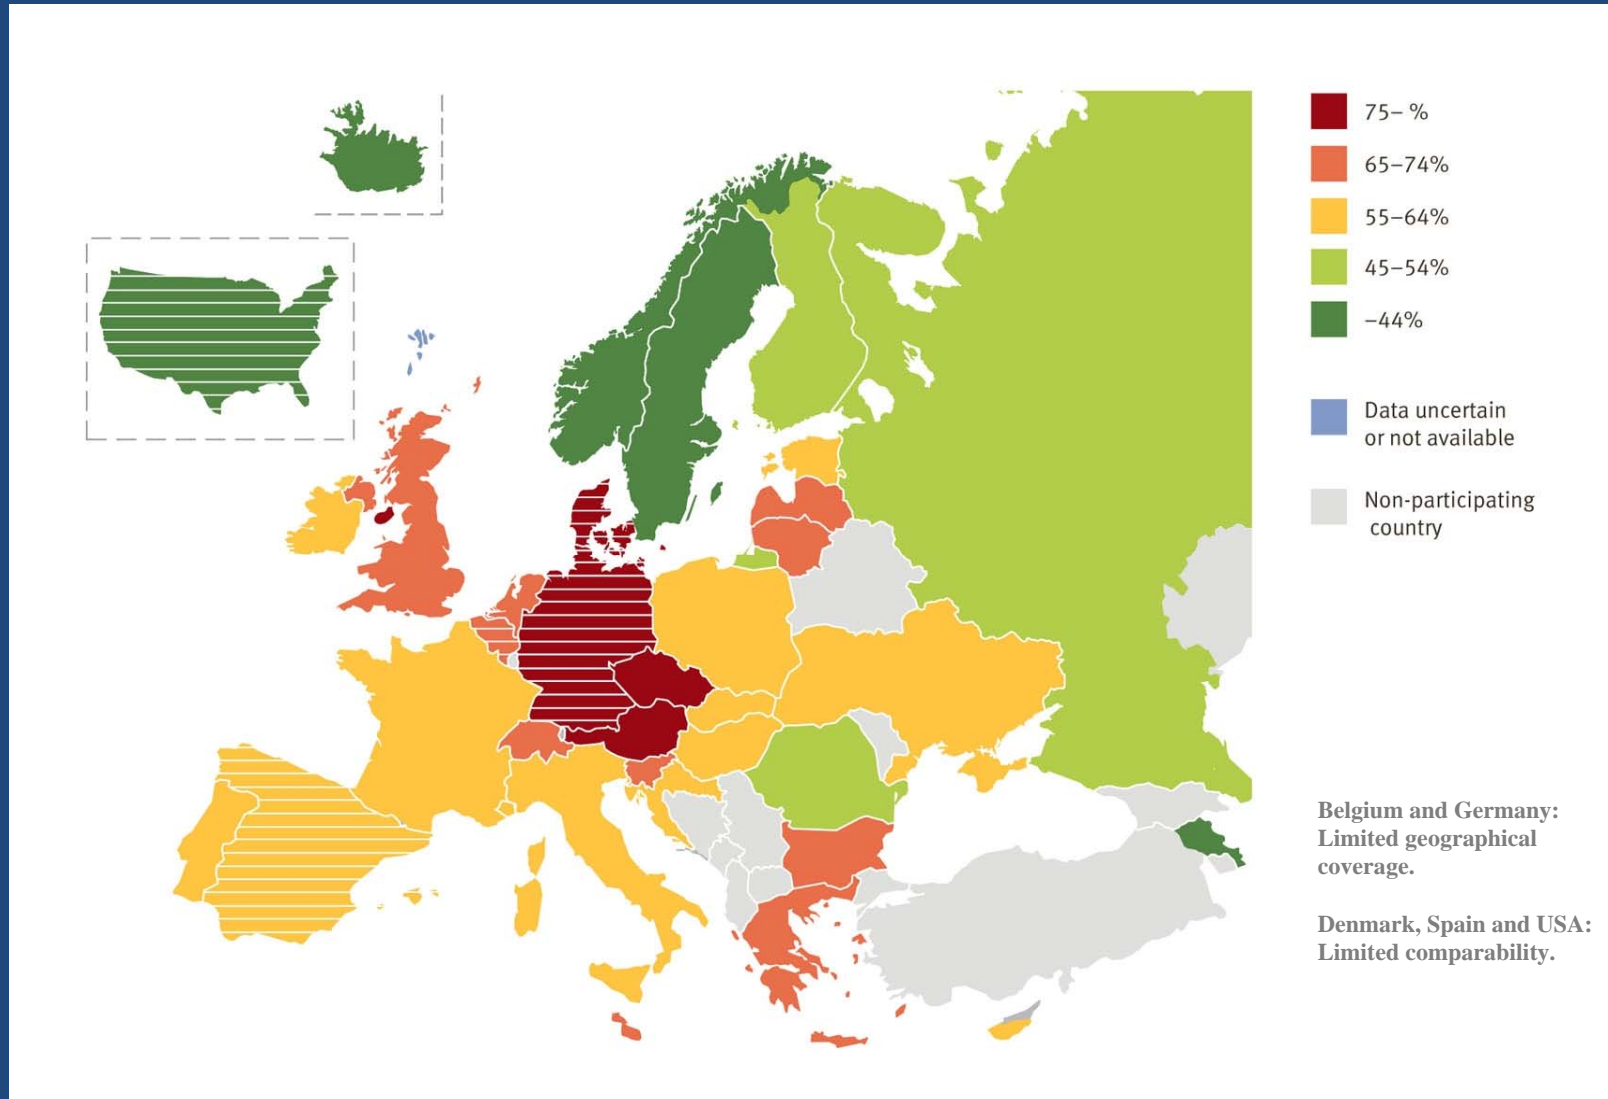 75– %
65–74%
55–64%
45–54%
–44%
Data uncertain
or not available
Non-participating
country
Belgium and Germany:
Limited geographical
coverage.
Denmark, Spain and USA:
Limited comparability.